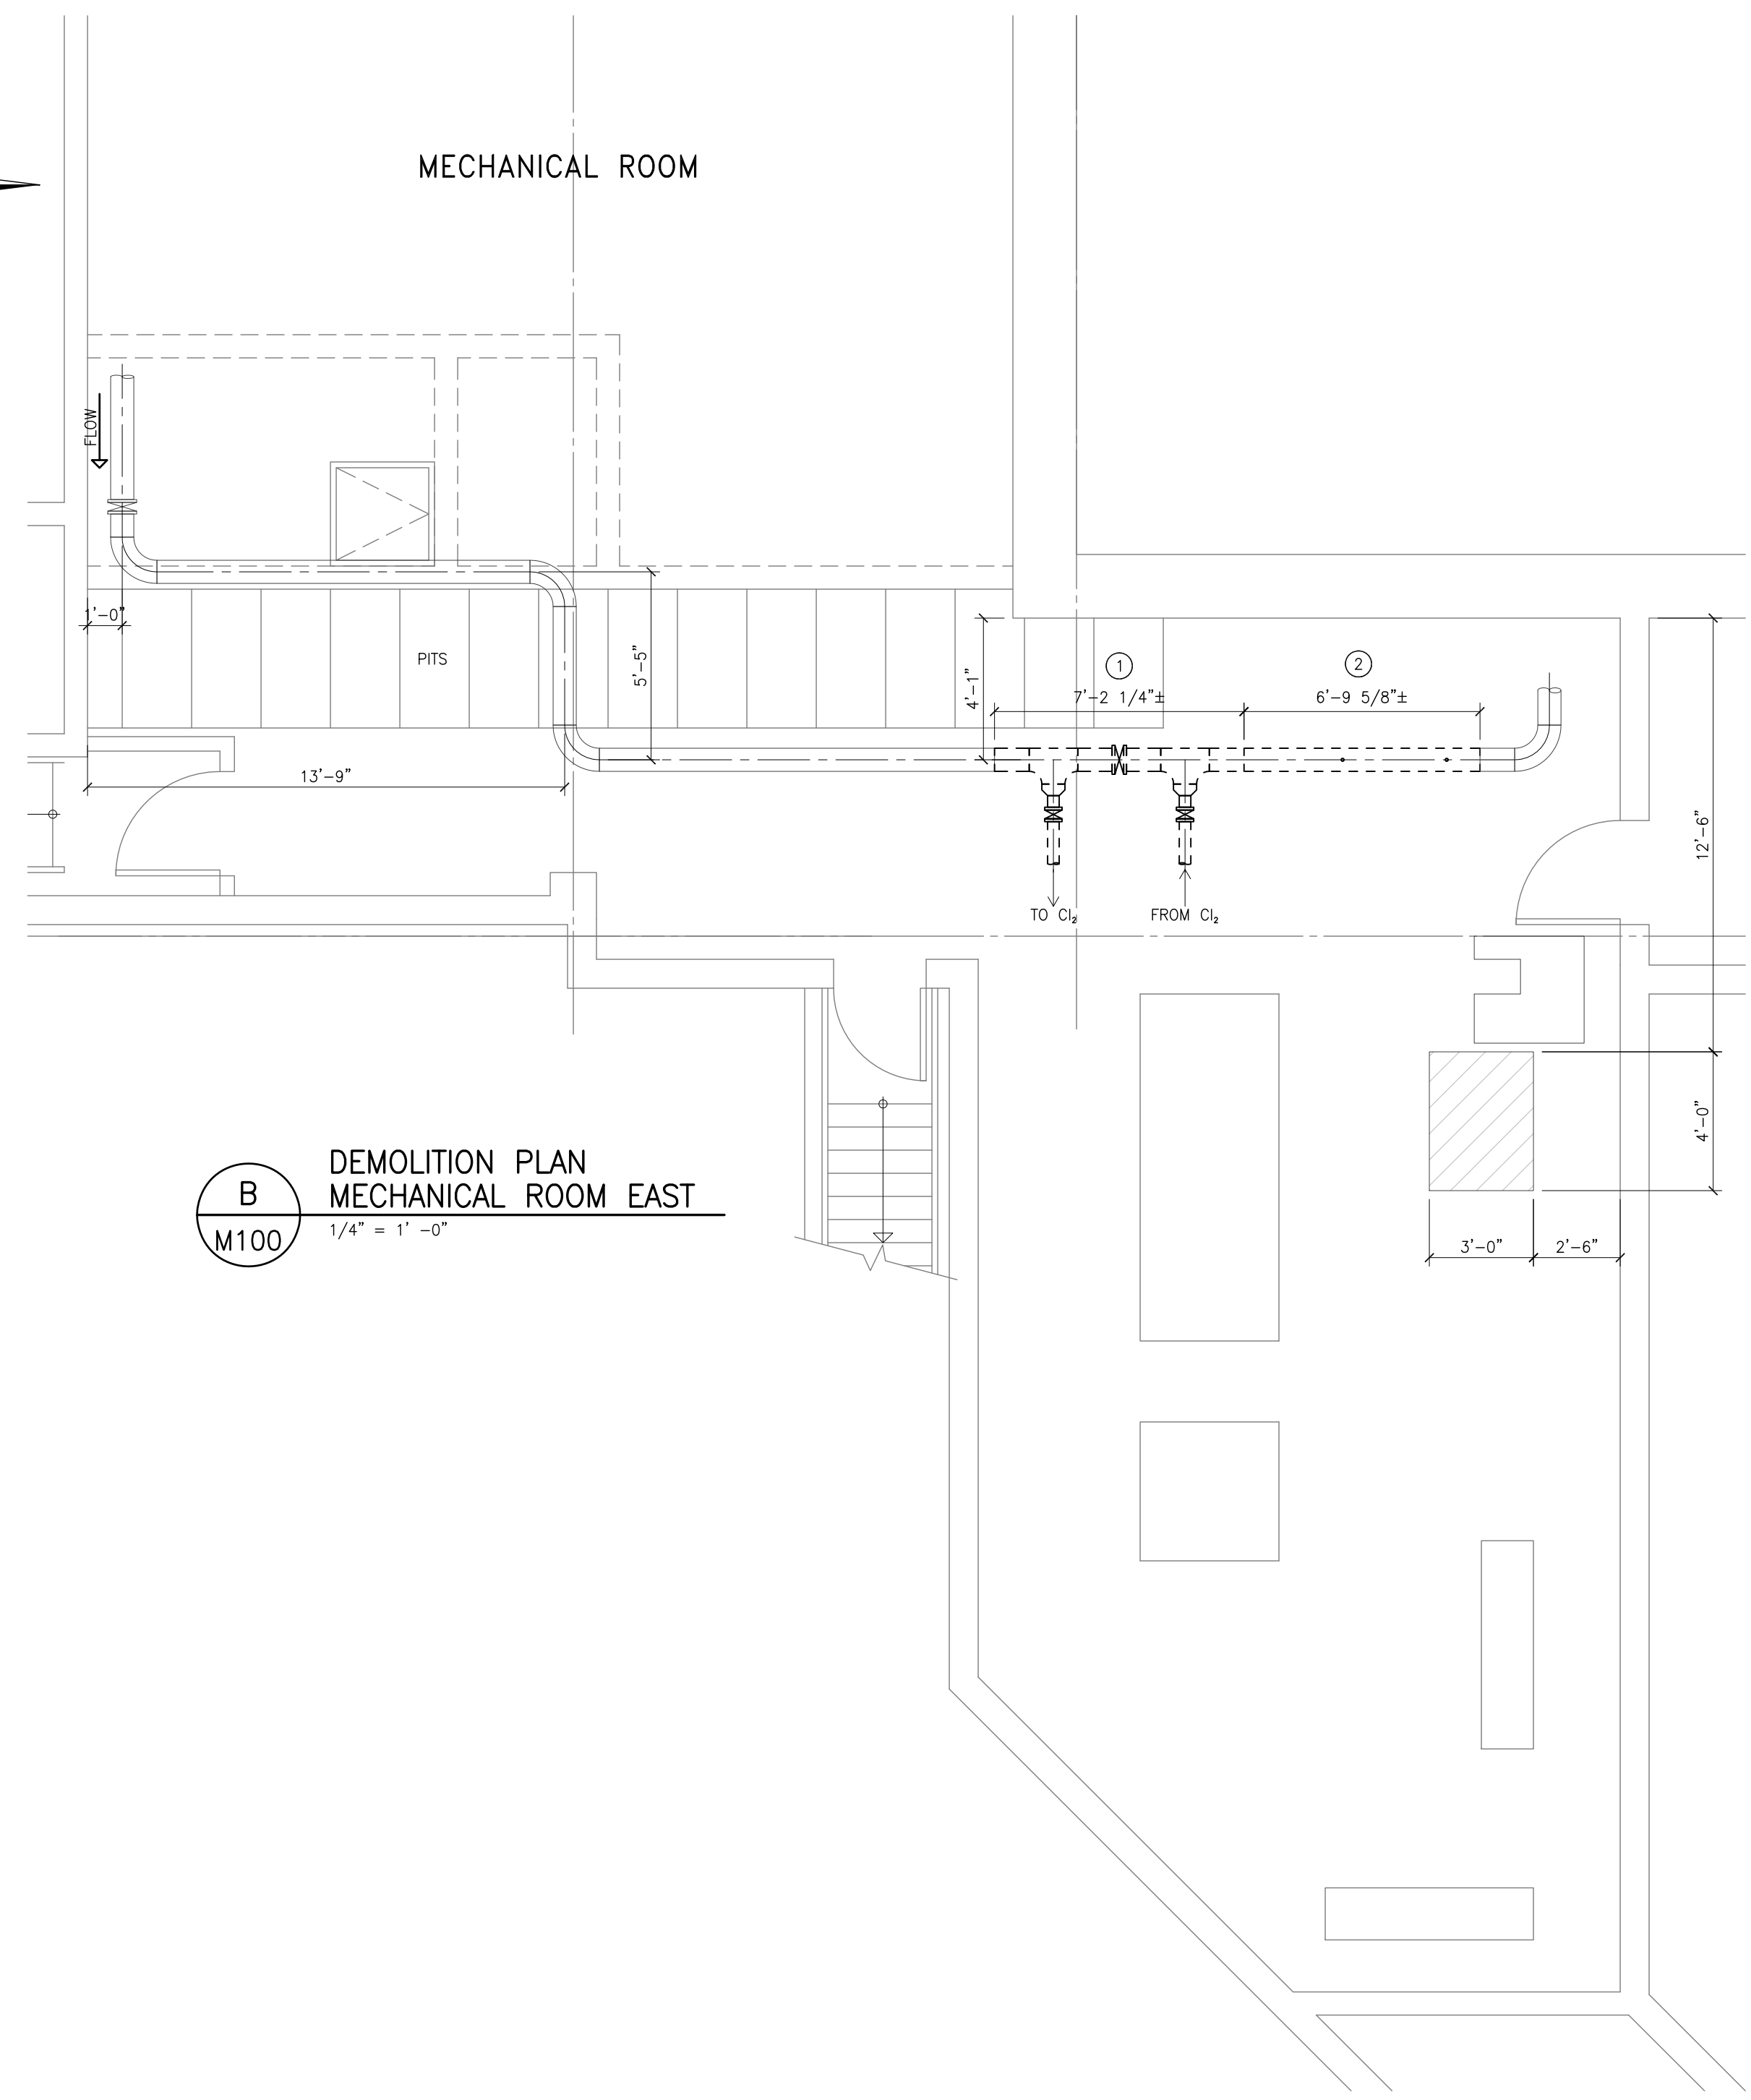 MECHANICAL ROOM
FLOW
1'-0"
PITS
5'-5"
4'-1"
1
7'-2 1/4"±
2
6'-9 5/8"±
13'-9"
12'-6"
TO Cl₂
FROM Cl₂
4'-0"
B
M100
DEMOLITION PLAN
MECHANICAL ROOM EAST
1/4" = 1' -0"
3'-0"
2'-6"